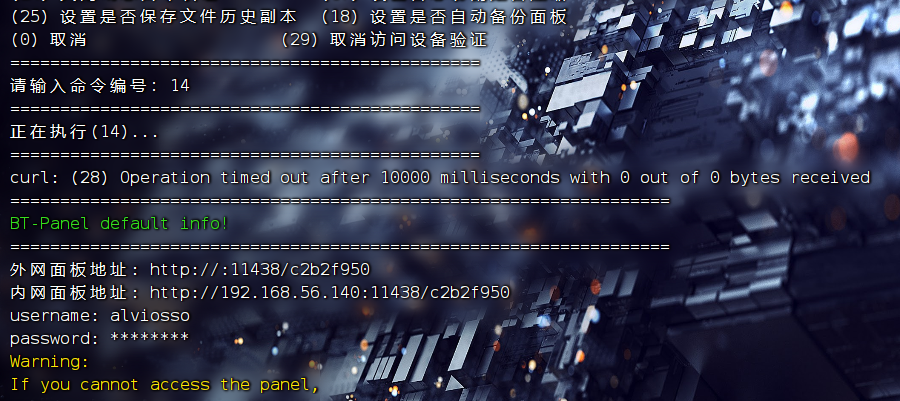 (25) 设置是否保存文件历史副本 (18) 设置是否自动备份面板
(0) 取消 (29) 取消访问设备验证
===============================================
请输入命令编号: 14
===============================================
正在执行(14)...
===============================================
curl: (28) Operation timed out after 10000 milliseconds with 0 out of 0 bytes received
==================================================================
BT-Panel default info!
==================================================================
外网面板地址: http://:11438/c2b2f950
内网面板地址: http://192.168.56.140:11438/c2b2f950
username: alviosso
password: ********
Warning:
If you cannot access the panel,